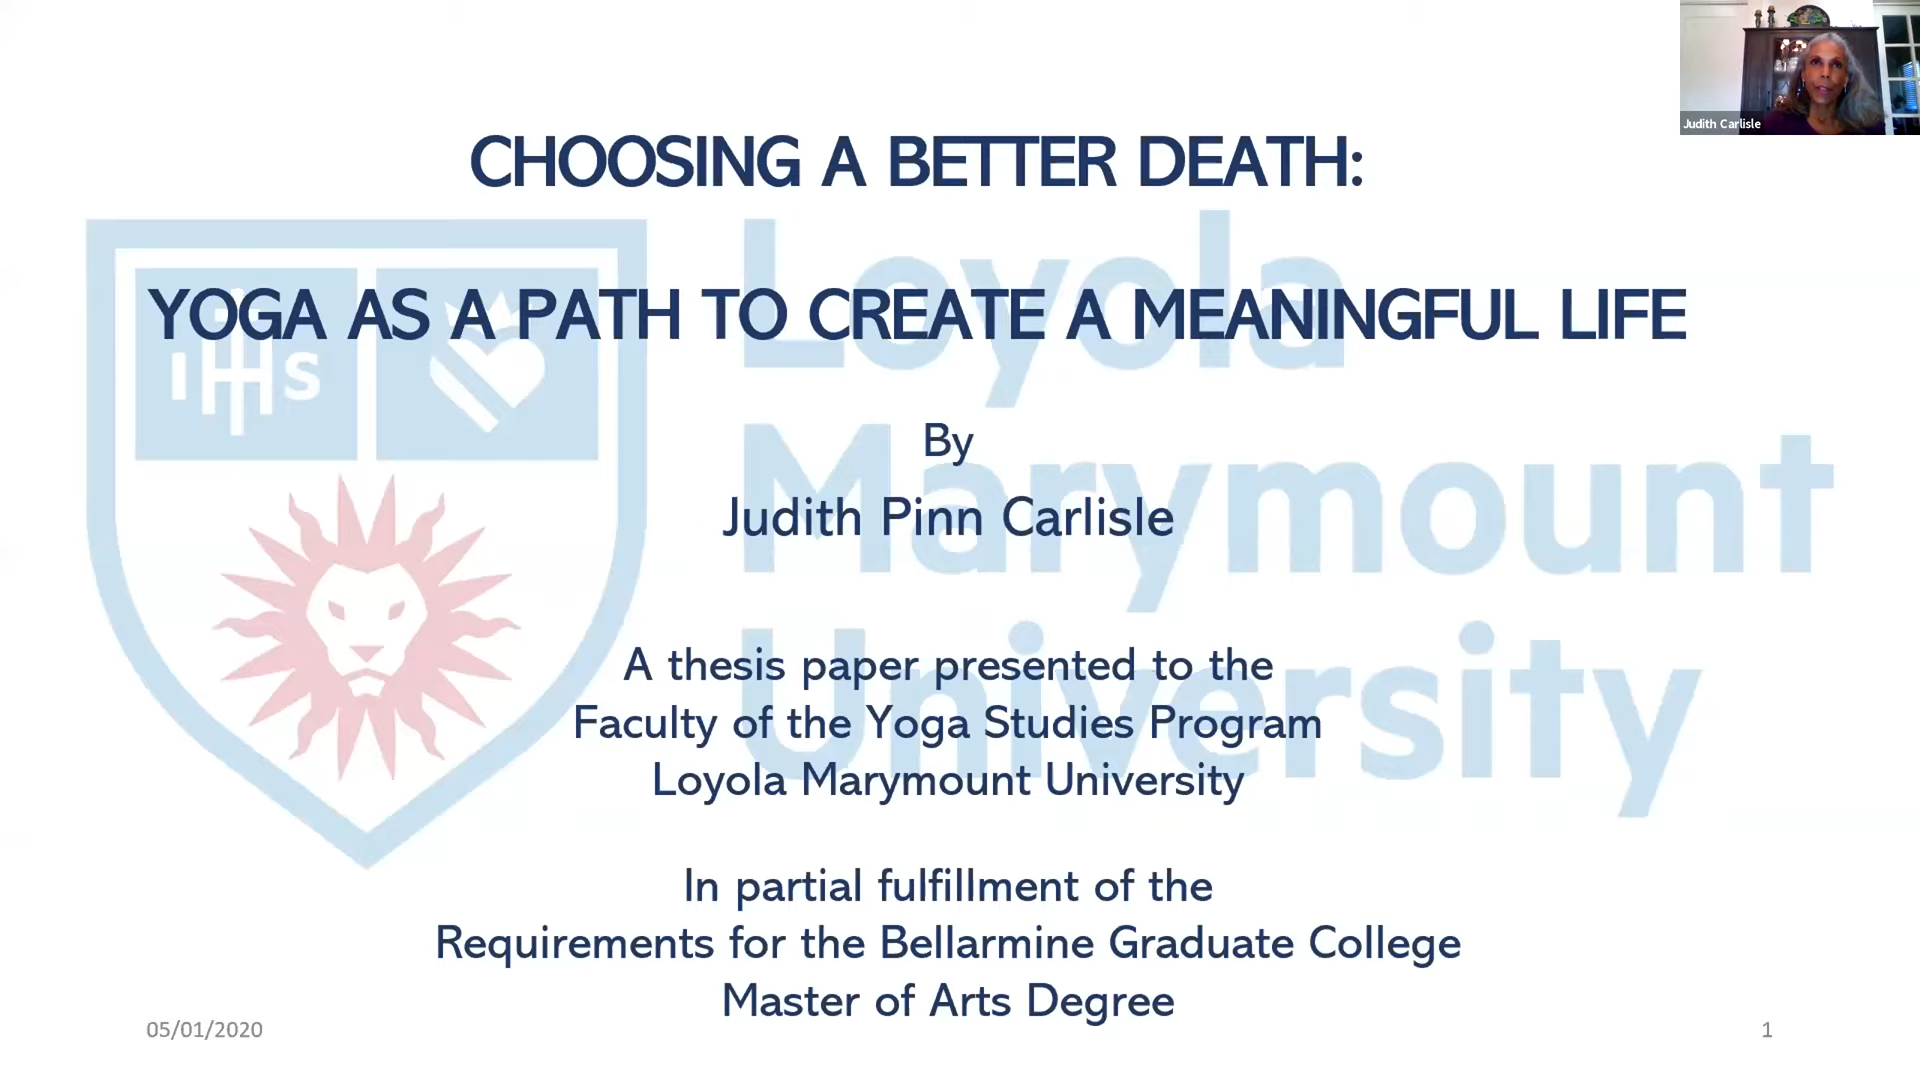 Judith Carlisle
CHOOSING A BETTER DEATH:
YOGA AS A PATH TO CREATE A MEANINGFUL LIFE
By
Judith Pinn Carlisle
A thesis paper presented to the
Faculty of the Yoga Studies Program
Loyola Marymount University
In partial fulfillment of the
Requirements for the Bellarmine Graduate College
Master of Arts Degree
IHS
Loyola
Marymount
University
05/01/2020
1